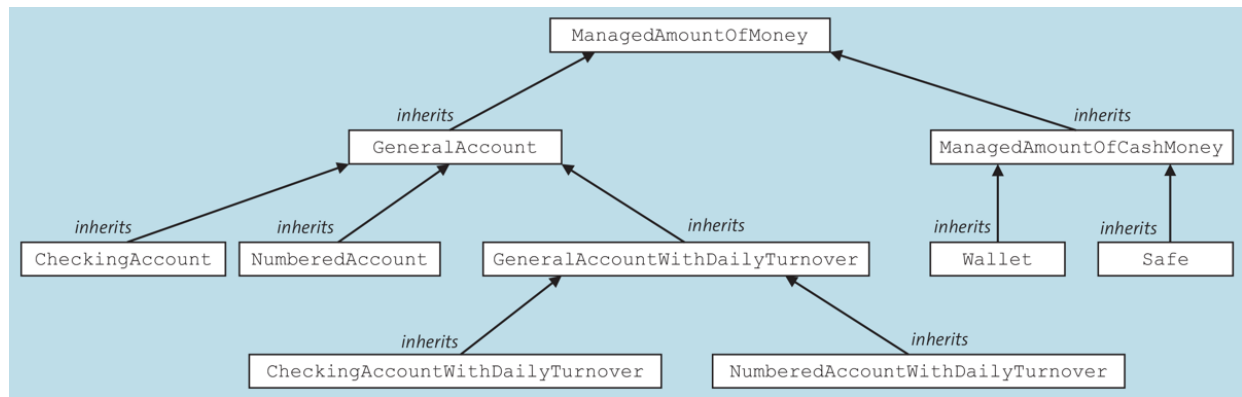 ManagedAmountOfMoney
inherits
inherits
GeneralAccount
ManagedAmountOfCashMoney
inherits
inherits
inherits
inherits
inherits
CheckingAccount
NumberedAccount
GeneralAccountWithDailyTurnover
Wallet
Safe
inherits
inherits
CheckingAccountWithDailyTurnover
NumberedAccountWithDailyTurnover